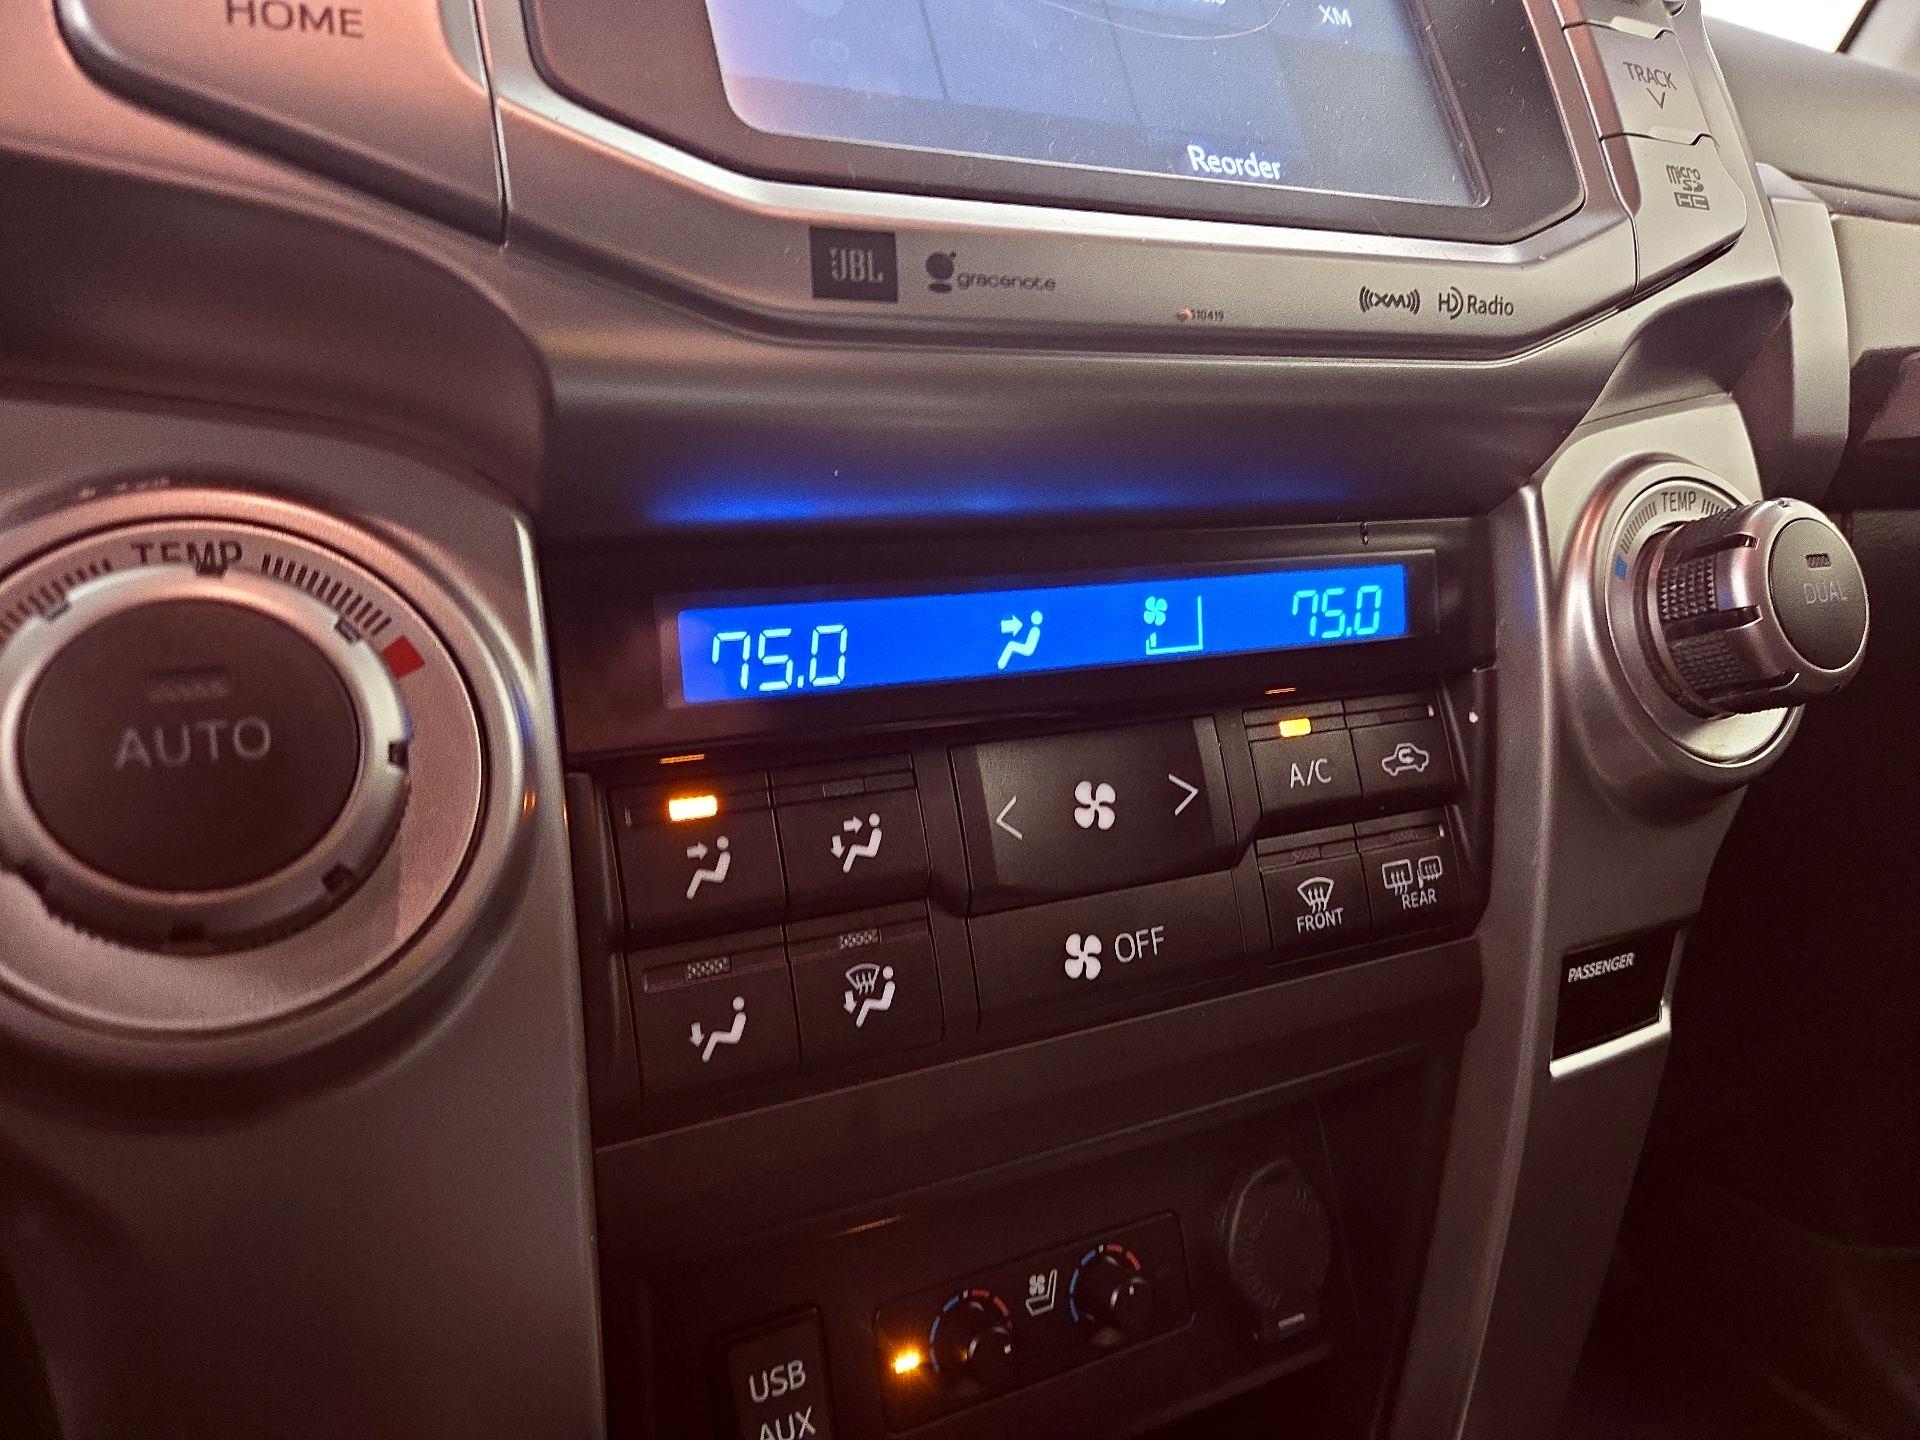 HOME
XM
Reorder
TRACK
micro
SD
HC
JBL
gracenote
510419
((XM))
HD Radio
TEMP
AUTO
75.0
75.0
TEMP
DUAL
A/C
OFF
FRONT
REAR
PASSENGER
USB
AUX